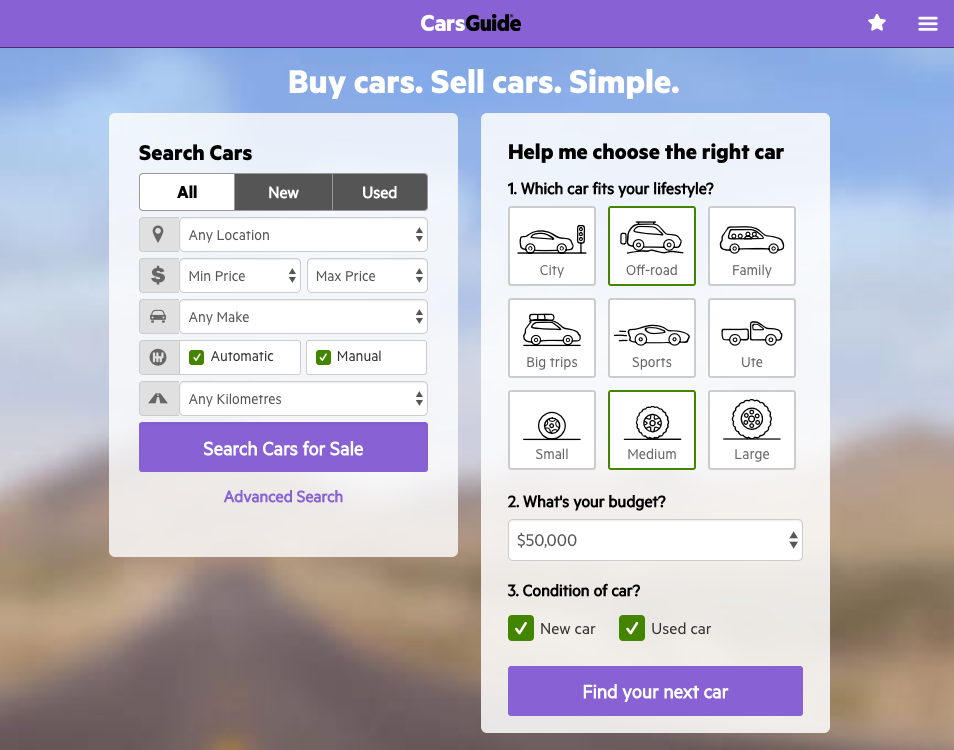 CarsGuide
Buy cars. Sell cars. Simple.
Search Cars
All New Used
Any Location
$ Min Price Max Price
Any Make
Automatic Manual
Any Kilometres
Search Cars for Sale
Advanced Search
Help me choose the right car
1. Which car fits your lifestyle?
City Off-road Family
Big trips Sports Ute
Small Medium Large
2. What's your budget?
$50,000
3. Condition of car?
New car Used car
Find your next car